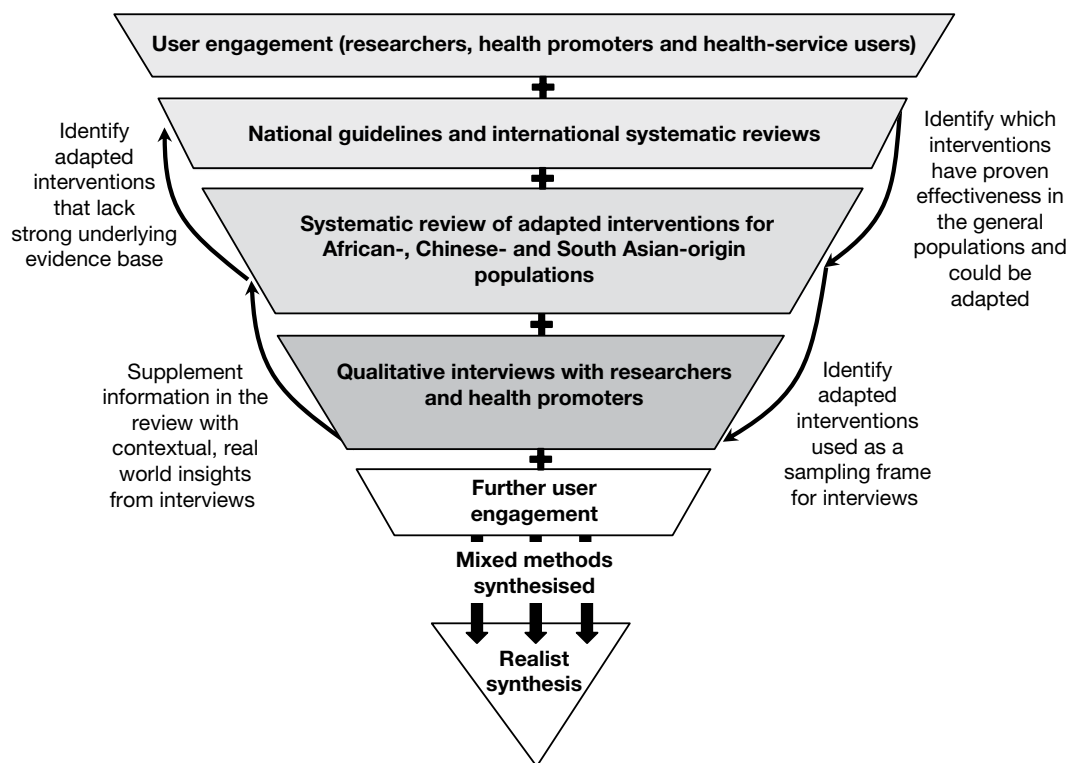 User engagement (researchers, health promoters and health-service users)
National guidelines and international systematic reviews
Identify
adapted
interventions
that lack
strong underlying
evidence base
Identify which
interventions
have proven
effectiveness in
the general
populations and
could be
adapted
Systematic review of adapted interventions for
African-, Chinese- and South Asian-origin
populations
Qualitative interviews with researchers
and health promoters
Supplement
information in the
review with
contextual, real
world insights
from interviews
Identify
adapted
interventions
used as a
sampling frame
for interviews
Further user
engagement
Mixed methods
synthesised
Realist
synthesis